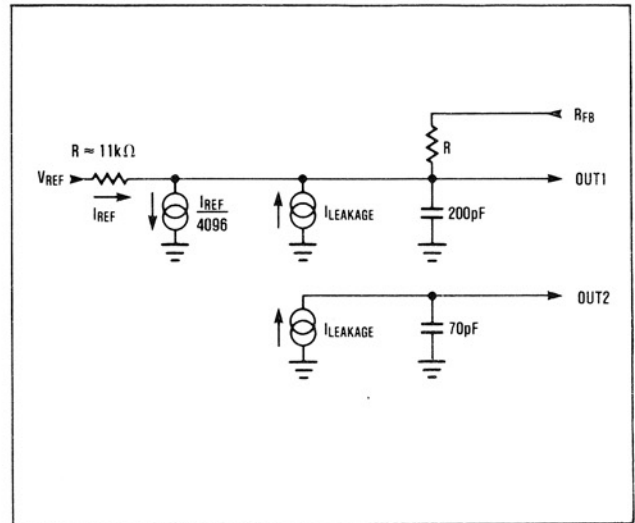 RFB
R ≈ 11kΩ
R
VREF
OUT1
IREF
IREF
4096
ILEAKAGE
200pF
OUT2
ILEAKAGE
70pF